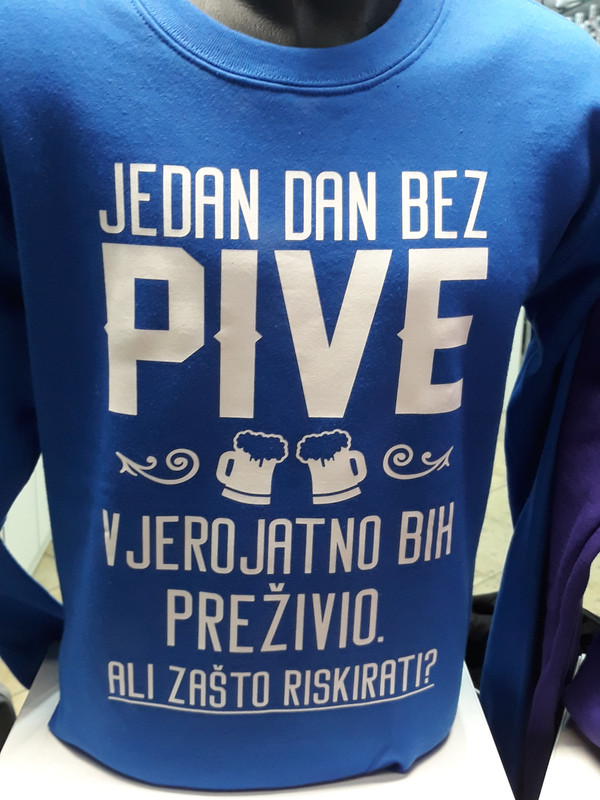 JEDAN DAN BEZ
PIVE
VJEROJATNO BIH
PREŽIVIO.
ALI ZAŠTO RISKIRATI?